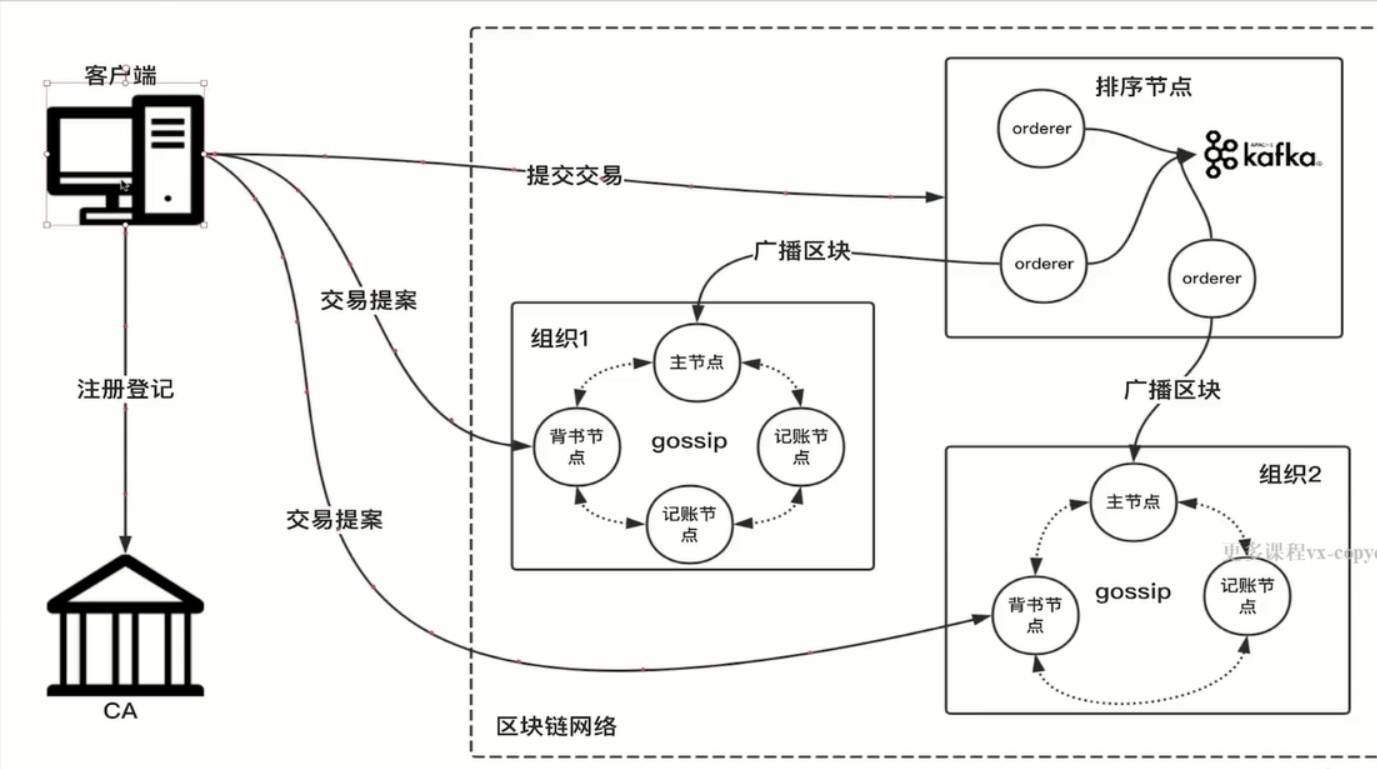 客户端
排序节点
orderer
APACHE
kafka
提交交易
广播区块
orderer
orderer
交易提案
组织1
主节点
注册登记
广播区块
背书节
点
gossip
记账节
点
组织2
主节点
交易提案
记账节
点
更多课程vx-copy
gossip
记账节
点
背书节
点
CA
区块链网络